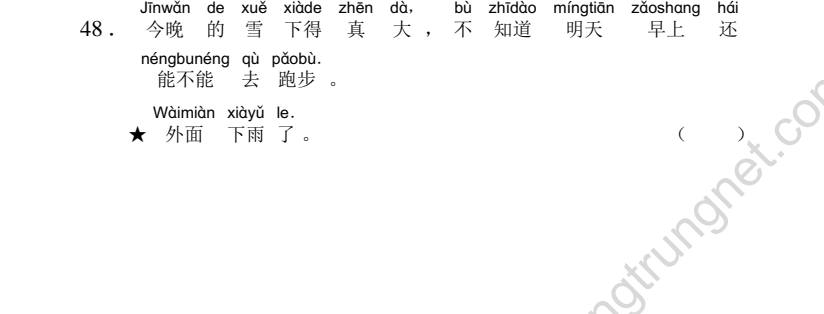 Jīnwǎn de xuě xiàde zhēn dà, bù zhīdào míngtiān zǎoshang hái
48． 今晚 的 雪 下得 真 大 ，不 知道 明天 早上 还
néngbunéng qù pǎobù.
能不能 去 跑步 。
Wàimiàn xiàyǔ le.
★ 外面 下雨 了 。 （ ）
ngtrungnet.com